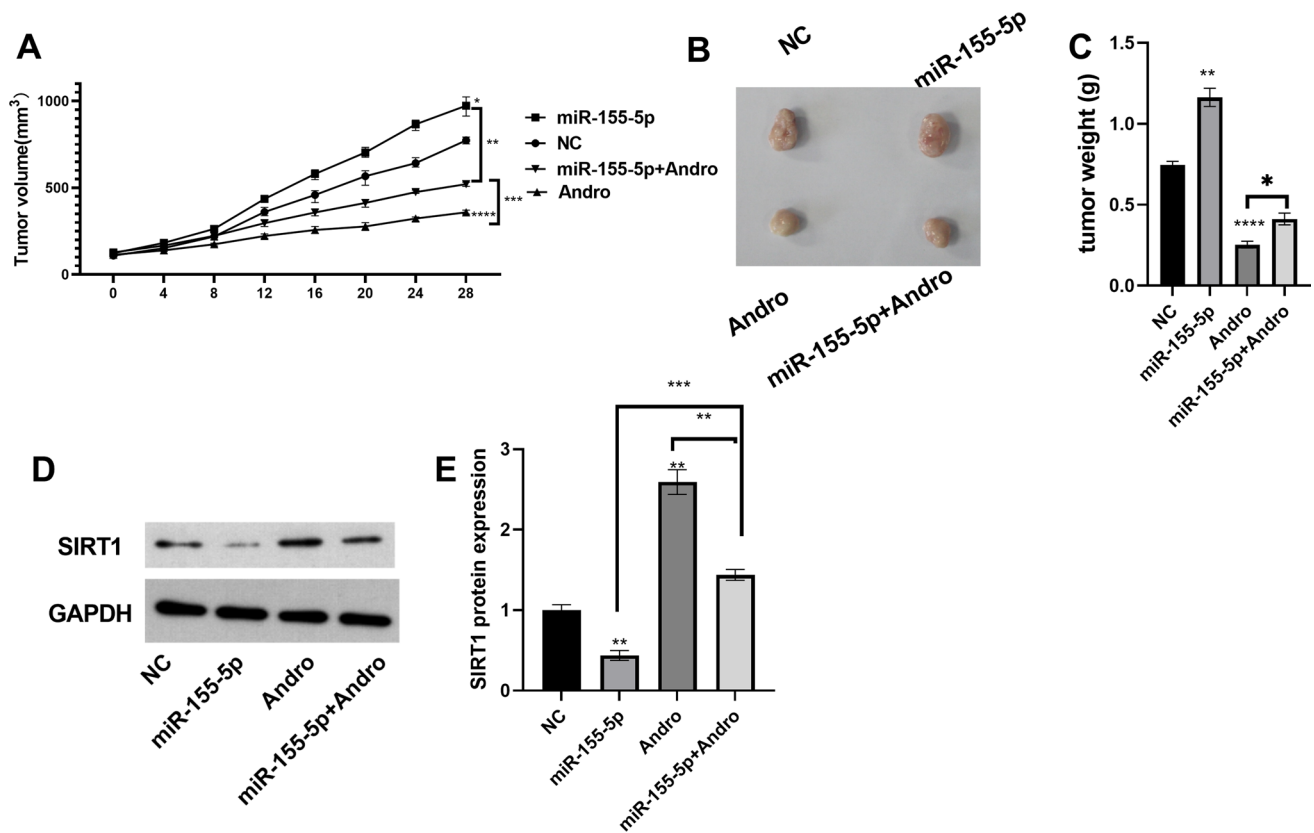 A
Tumor volume(mm3)
1000
500
0
0 4 8 12 16 20 24 28
*
**
***
****
miR-155-5p
NC
miR-155-5p+Andro
Andro
B
NC
miR-155-5p
Andro
miR-155-5p+Andro
C
tumor weight (g)
1.5
1.0
0.5
0.0
**
****
*
NC
miR-155-5p
Andro
miR-155-5p+Andro
D
SIRT1
GAPDH
NC
miR-155-5p
Andro
miR-155-5p+Andro
E
SIRT1 protein expression
3
2
1
0
***
**
**
**
NC
miR-155-5p
Andro
miR-155-5p+Andro